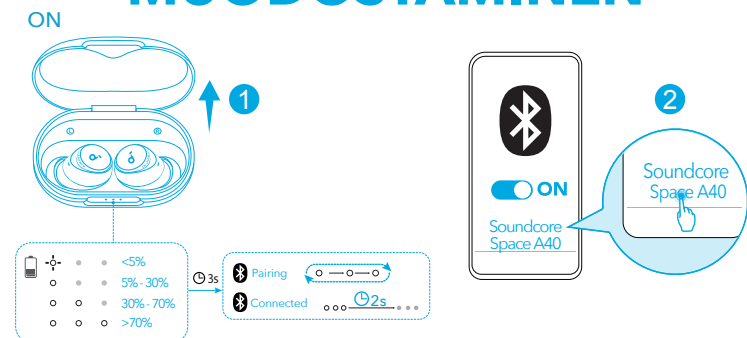 MUODOSTAMINEN
ON
1
L
R
<5%
5% - 30%
30% - 70%
>70%
3s
Pairing
Connected
2s
ON
Soundcore
Space A40
2
Soundcore
Space A40